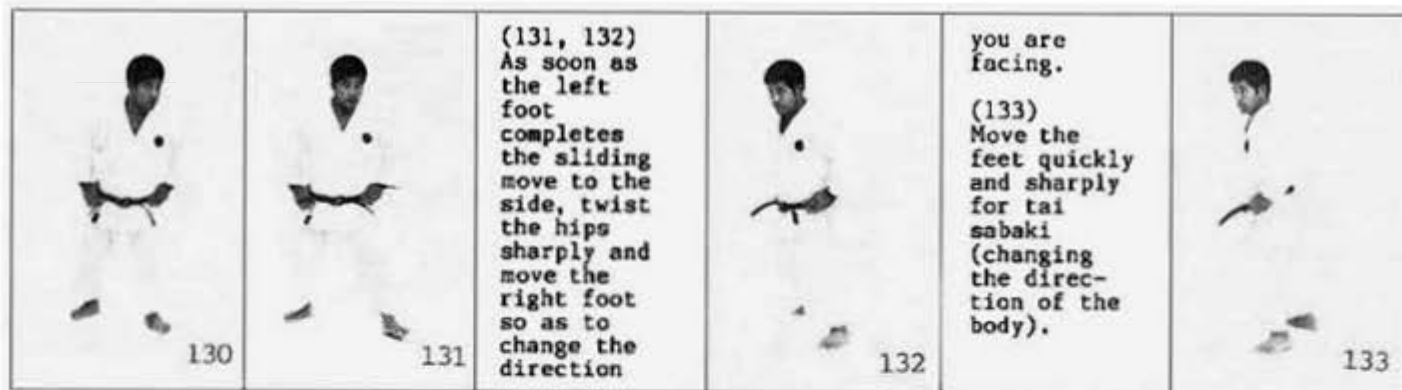 130
131
(131, 132)
As soon as
the left
foot
completes
the sliding
move to the
side, twist
the hips
sharply and
move the
right foot
so as to
change the
direction
132
you are
facing.
(133)
Move the
feet quickly
and sharply
for tai
sabaki
(changing
the direc-
tion of the
body).
133